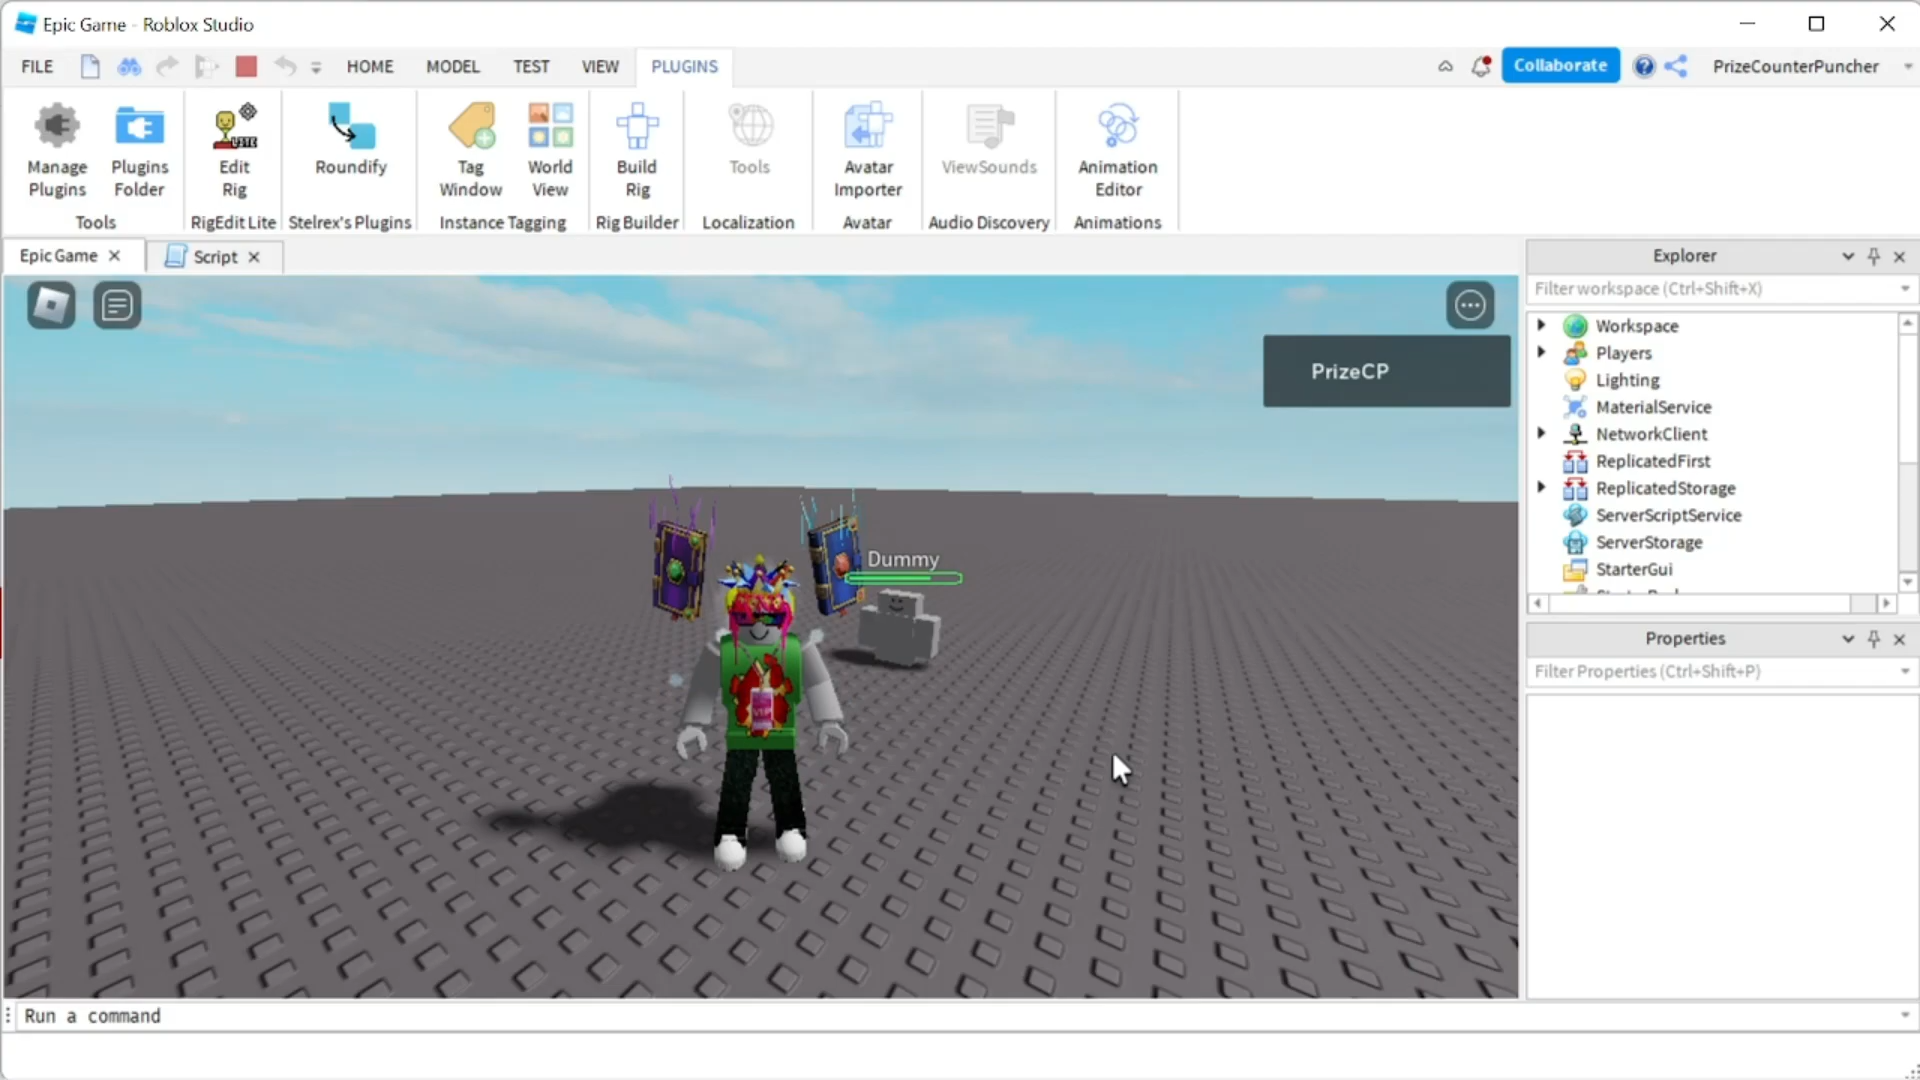 Epic Game - Roblox Studio
FILE HOME MODEL TEST VIEW PLUGINS Collaborate PrizeCounterPuncher
Manage Plugins
Plugins Folder
Edit Rig
LITE
Roundify
Tag Window
World View
Build Rig
Tools
Avatar Importer
ViewSounds
Animation Editor
Tools RigEdit Lite Stelrex's Plugins Instance Tagging Rig Builder Localization Avatar Audio Discovery Animations
Epic Game Script
PrizeCP
Dummy
Explorer
Filter workspace (Ctrl+Shift+X)
Workspace
Players
Lighting
MaterialService
NetworkClient
ReplicatedFirst
ReplicatedStorage
ServerScriptService
ServerStorage
StarterGui
Properties
Filter Properties (Ctrl+Shift+P)
Run a command